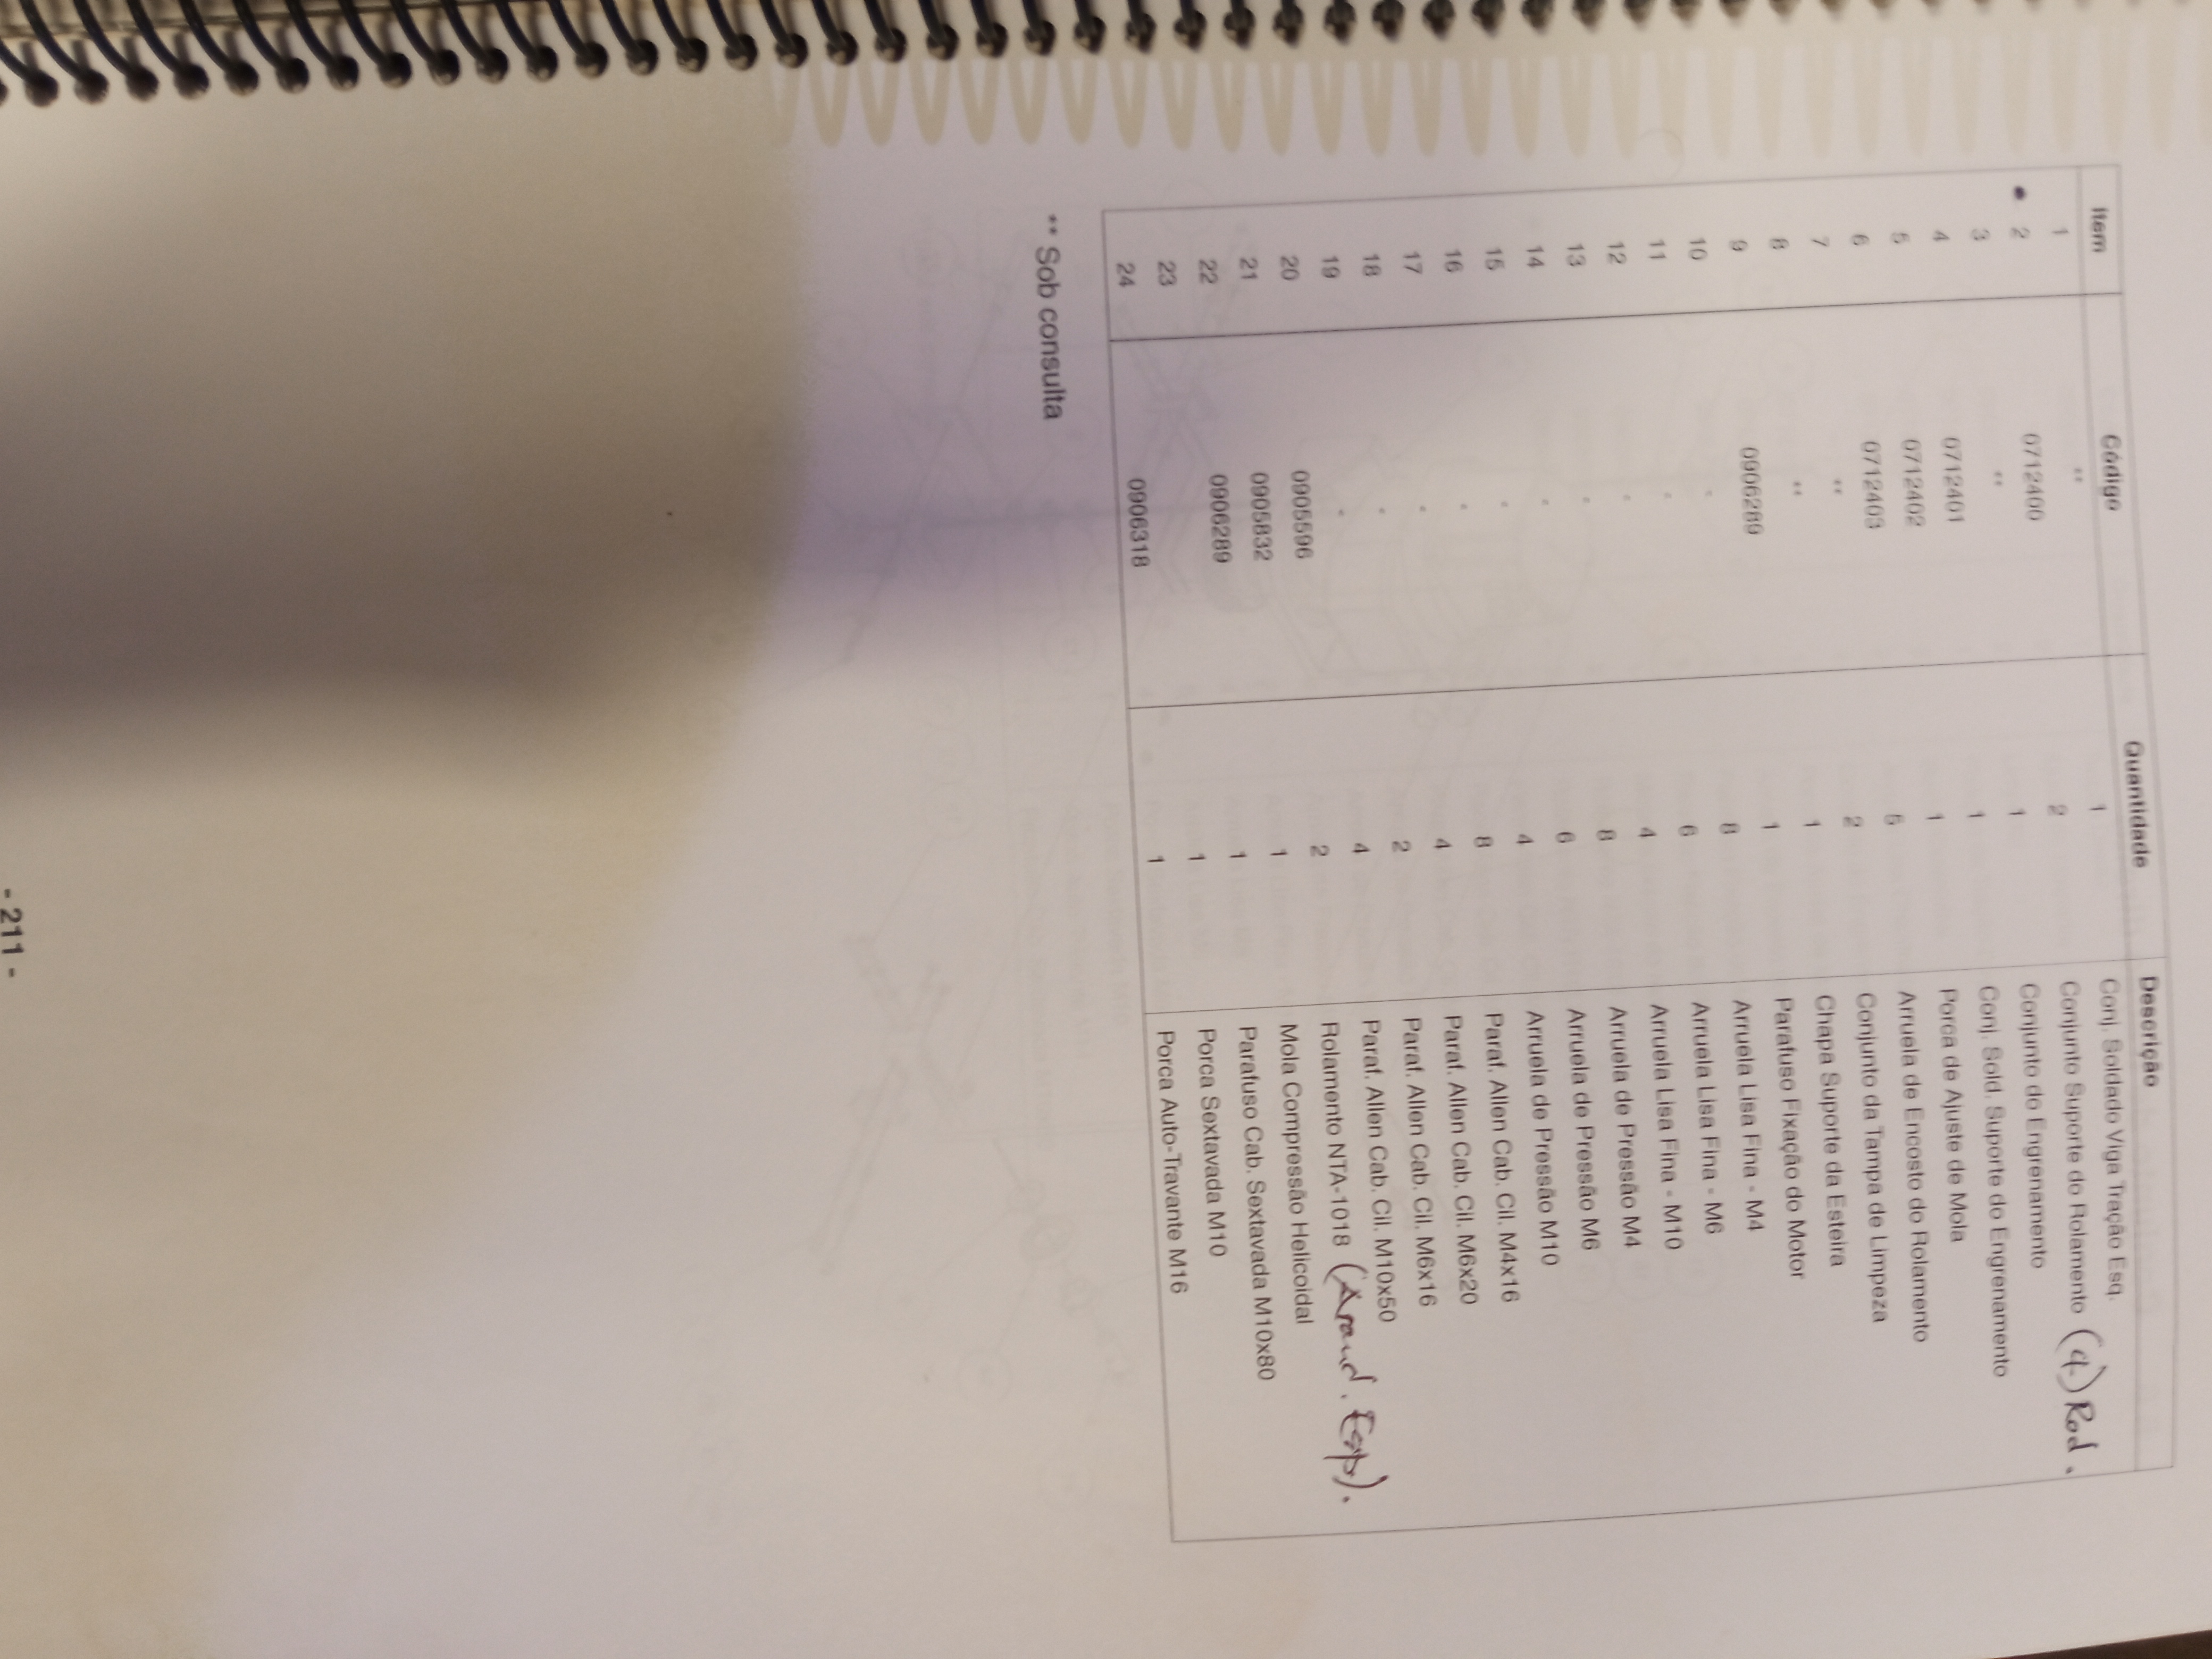 Item Código Quantidade Descrição
1 ** 1 Conj. Soldado Viga Tração Esq.
• 2 0712400 2 Conjunto Suporte do Rolamento (4) Rod.
3 ** 1 Conjunto do Engrenamento
4 0712401 1 Conj. Sold. Suporte do Engrenamento
5 0712402 1 Porca de Ajuste de Mola
6 0712403 5 Arruela de Encosto do Rolamento
7 ** 2 Conjunto da Tampa de Limpeza
8 ** 1 Chapa Suporte da Esteira
9 0906289 1 Parafuso Fixação do Motor
10 - 8 Arruela Lisa Fina - M4
11 - 6 Arruela Lisa Fina - M6
12 - 4 Arruela Lisa Fina - M10
13 - 8 Arruela de Pressão M4
14 - 6 Arruela de Pressão M6
15 - 4 Arruela de Pressão M10
16 - 8 Paraf. Allen Cab. Cil. M4x16
17 - 4 Paraf. Allen Cab. Cil. M6x20
18 - 2 Paraf. Allen Cab. Cil. M6x16
19 - 4 Paraf. Allen Cab. Cil. M10x50
20 0905596 2 Rolamento NTA-1018 (Arand. Esp).
21 0905832 1 Mola Compressão Helicoidal
22 0906289 1 Parafuso Cab. Sextavada M10x80
23 1 Porca Sextavada M10
24 0906318 1 Porca Auto-Travante M16
** Sob consulta
- 211 -